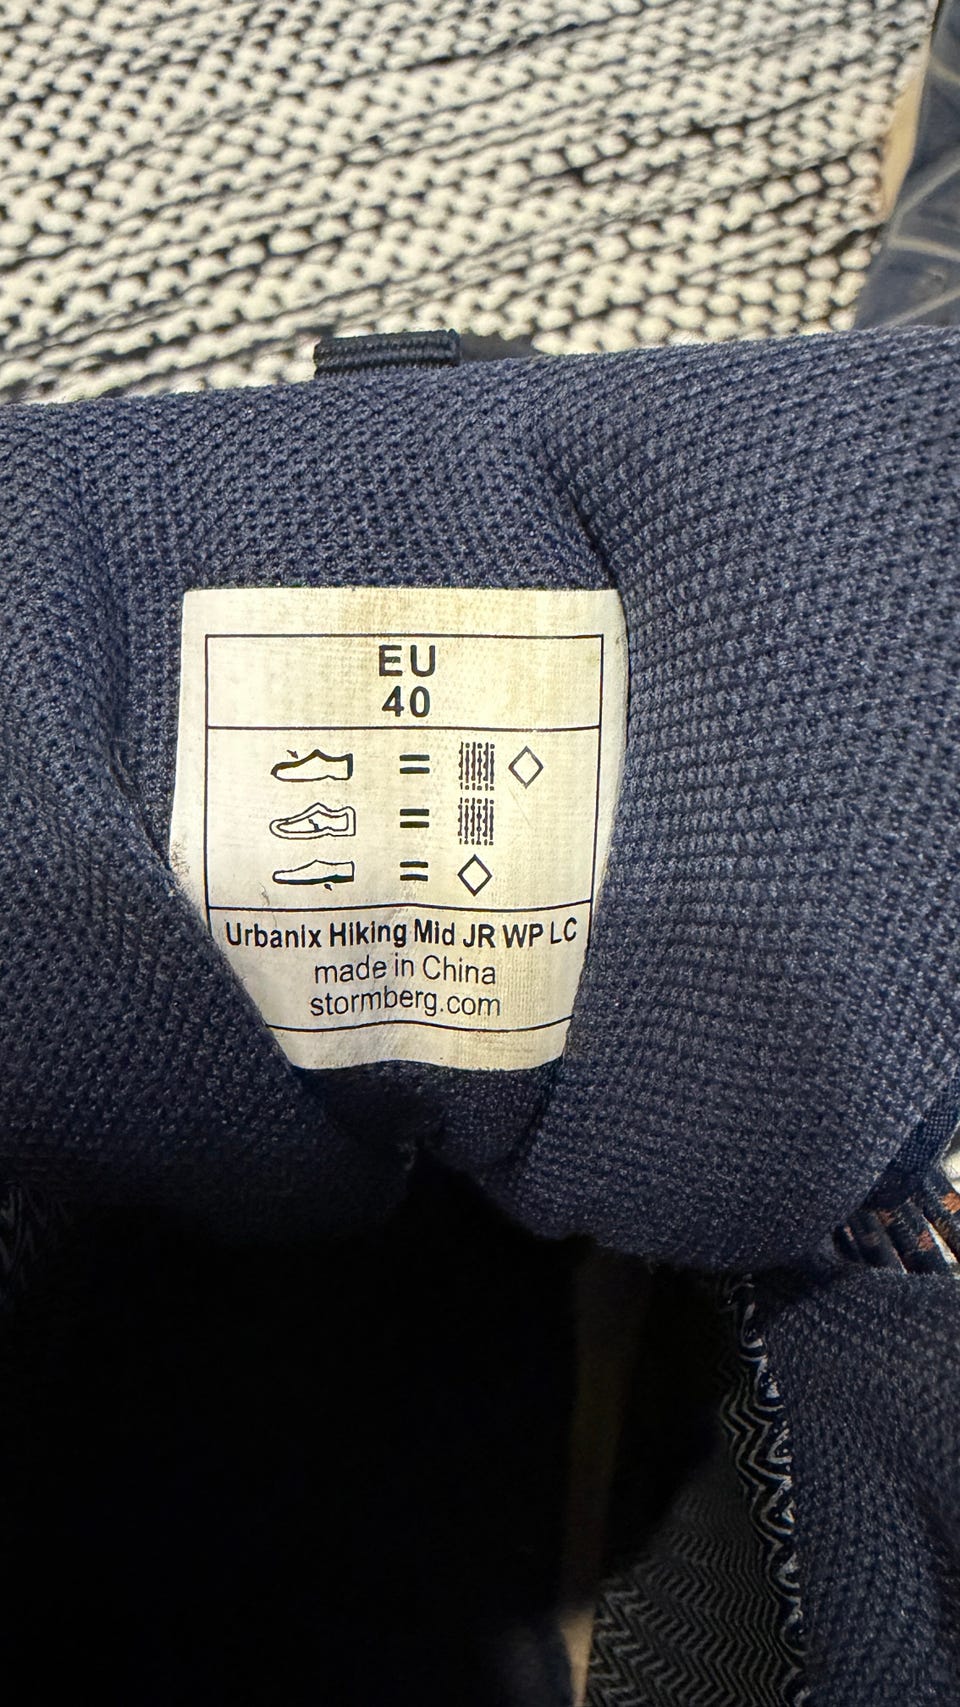 EU
40
=
=
=
Urbanix Hiking Mid JR WP LC
made in China
stormberg.com